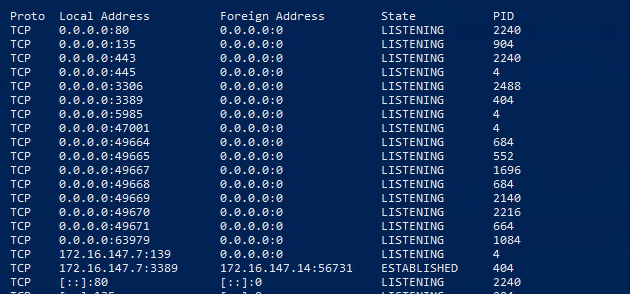 Proto Local Address Foreign Address State PID
TCP 0.0.0.0:80 0.0.0.0:0 LISTENING 2240
TCP 0.0.0.0:135 0.0.0.0:0 LISTENING 904
TCP 0.0.0.0:443 0.0.0.0:0 LISTENING 2240
TCP 0.0.0.0:445 0.0.0.0:0 LISTENING 4
TCP 0.0.0.0:3306 0.0.0.0:0 LISTENING 2488
TCP 0.0.0.0:3389 0.0.0.0:0 LISTENING 404
TCP 0.0.0.0:5985 0.0.0.0:0 LISTENING 4
TCP 0.0.0.0:47001 0.0.0.0:0 LISTENING 4
TCP 0.0.0.0:49664 0.0.0.0:0 LISTENING 684
TCP 0.0.0.0:49665 0.0.0.0:0 LISTENING 552
TCP 0.0.0.0:49667 0.0.0.0:0 LISTENING 1696
TCP 0.0.0.0:49668 0.0.0.0:0 LISTENING 684
TCP 0.0.0.0:49669 0.0.0.0:0 LISTENING 2140
TCP 0.0.0.0:49670 0.0.0.0:0 LISTENING 2216
TCP 0.0.0.0:49671 0.0.0.0:0 LISTENING 664
TCP 0.0.0.0:63979 0.0.0.0:0 LISTENING 1084
TCP 172.16.147.7:139 0.0.0.0:0 LISTENING 4
TCP 172.16.147.7:3389 172.16.147.14:56731 ESTABLISHED 404
TCP [::]:80 [::]:0 LISTENING 2240